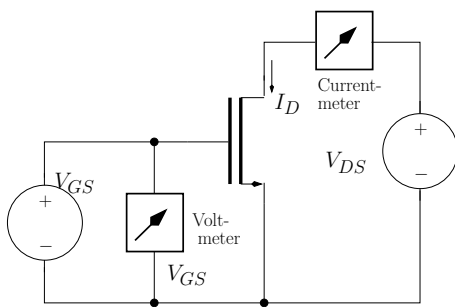 Current-
meter
I_D
+
V_DS
−
V_GS
+
−
Volt-
meter
V_GS